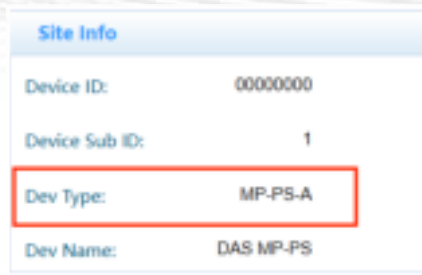 Site Info
Device ID: 00000000
Device Sub ID: 1
Dev Type: MP-PS-A
Dev Name: DAS MP-PS